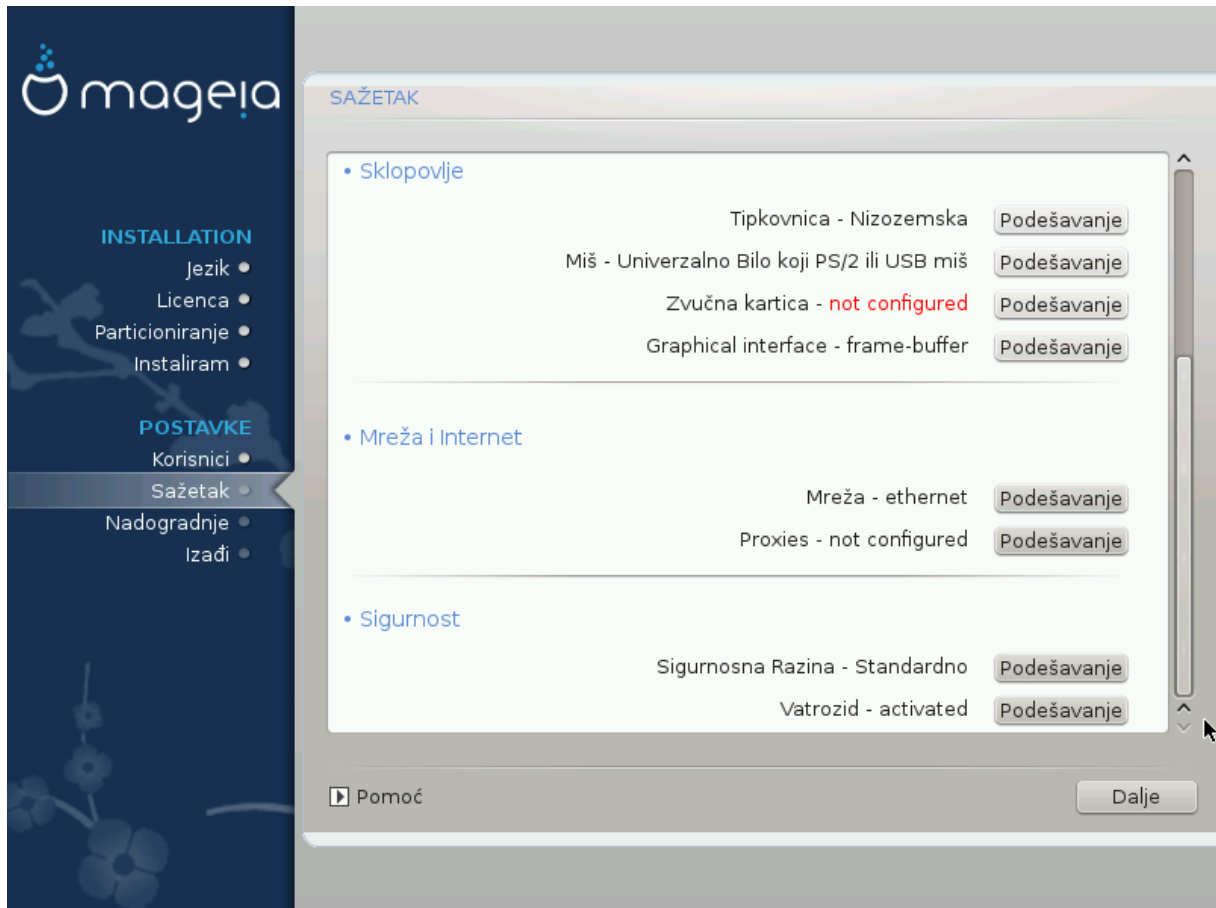 mageia
INSTALLATION
Jezik
Licenca
Particioniranje
Instaliram
POSTAVKE
Korisnici
Sažetak
Nadogradnje
Izađi
SAŽETAK
• Sklopovlje
Tipkovnica - Nizozemska Podešavanje
Miš - Univerzalno Bilo koji PS/2 ili USB miš Podešavanje
Zvučna kartica - not configured Podešavanje
Graphical interface - frame-buffer Podešavanje
• Mreža i Internet
Mreža - ethernet Podešavanje
Proxies - not configured Podešavanje
• Sigurnost
Sigurnosna Razina - Standardno Podešavanje
Vatrozid - activated Podešavanje
Pomoć
Dalje